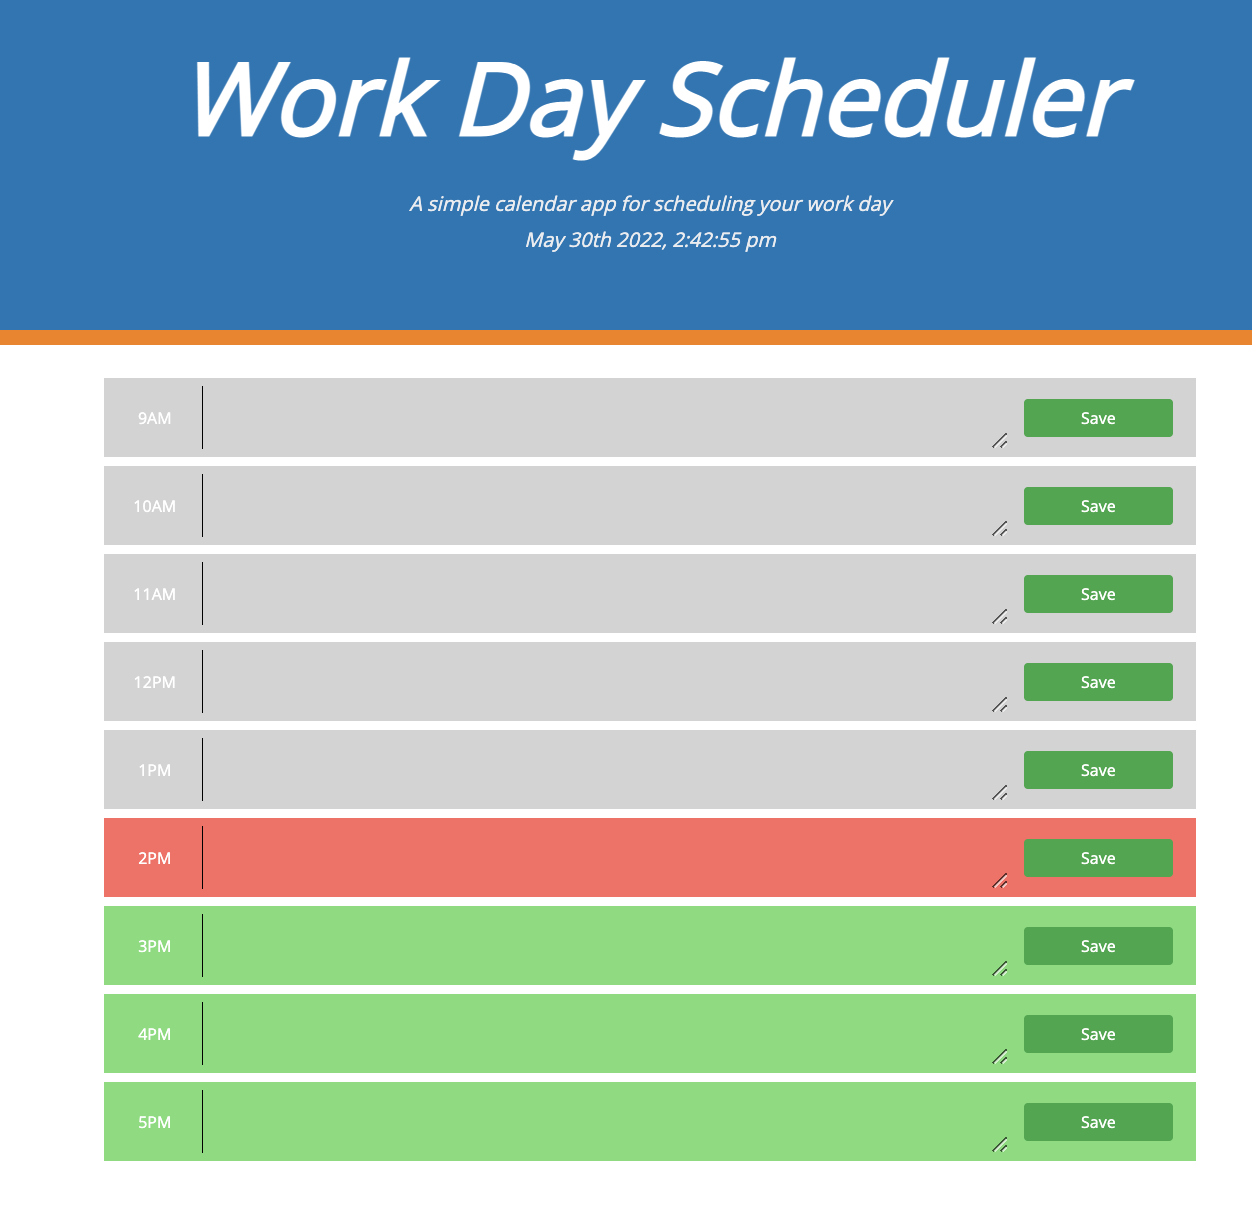 Work Day Scheduler
A simple calendar app for scheduling your work day
May 30th 2022, 2:42:55 pm
9AM Save
10AM Save
11AM Save
12PM Save
1PM Save
2PM Save
3PM Save
4PM Save
5PM Save